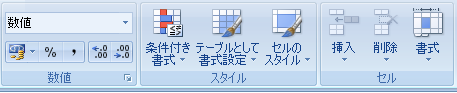 数値
% ,
←.0 .00
.00 →.0
数値
条件付き
書式
テーブルとして
書式設定
セルの
スタイル
スタイル
挿入
削除
書式
セル